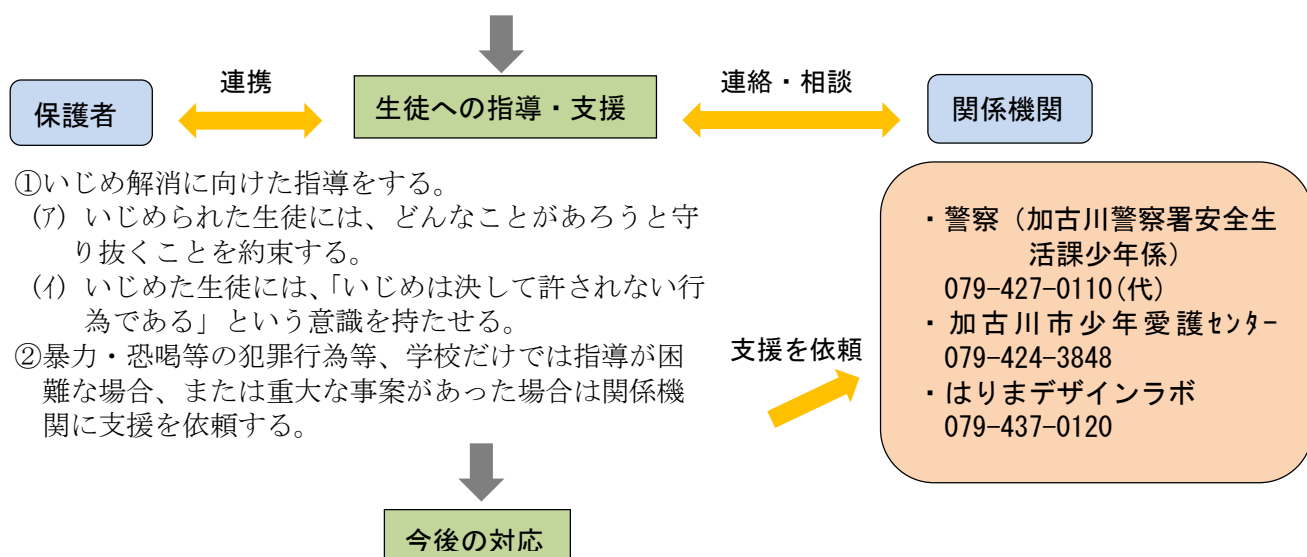 連携
連絡・相談
保護者
生徒への指導・支援
関係機関
①いじめ解消に向けた指導をする。
(ｱ) いじめられた生徒には、どんなことがあろうと守
り抜くことを約束する。
(ｲ) いじめた生徒には、「いじめは決して許されない行
為である」という意識を持たせる。
②暴力・恐喝等の犯罪行為等、学校だけでは指導が困
難な場合、または重大な事案があった場合は関係機
関に支援を依頼する。
支援を依頼
・警察（加古川警察署安全生
活課少年係）
079-427-0110(代)
・加古川市少年愛護ｾﾝﾀｰ
079-424-3848
・はりまデザインラボ
079-437-0120
今後の対応